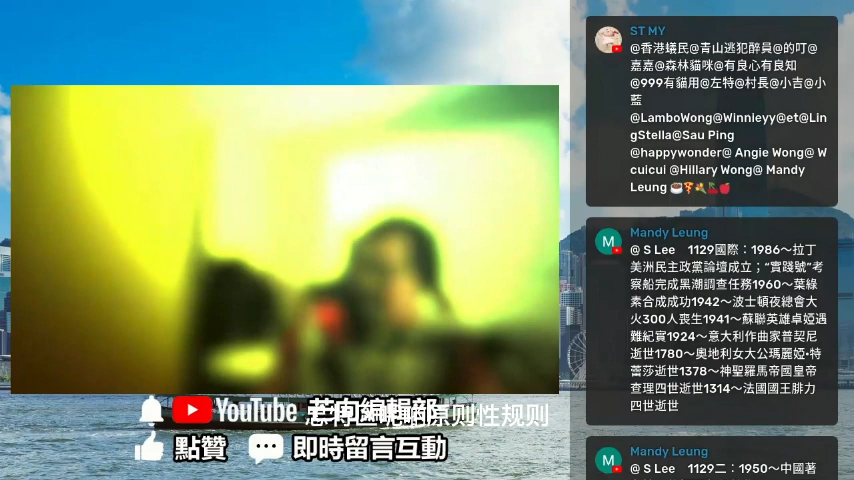 ST MY
@香港蟻民@青山逃犯醉員@的叮@
嘉嘉@森林貓咪@有良心有良知
@999有貓用@左特@村長@小吉@小
藍
@LamboWong@Winnieyy@et@Lin
gStella@Sau Ping
@happywonder@ Angie Wong@ W
cuicui @Hillary Wong@ Mandy
Leung
Mandy Leung
@ S Lee 1129國際：1986～拉丁
美洲民主政黨論壇成立；“實踐號”考
察船完成黑潮調查任務1960～葉綠
素合成成功1942～波士頓夜總會大
火300人喪生1941～蘇聯英雄卓婭遇
難紀實1924～意大利作曲家普契尼
逝世1780～奧地利女大公瑪麗婭•特
蕾莎逝世1378～神聖羅馬帝國皇帝
查理四世逝世1314～法國國王腓力
四世逝世
Mandy Leung
@ S Lee 1129二：1950～中國著
YouTube
原则性规则
點贊 即時留言互動